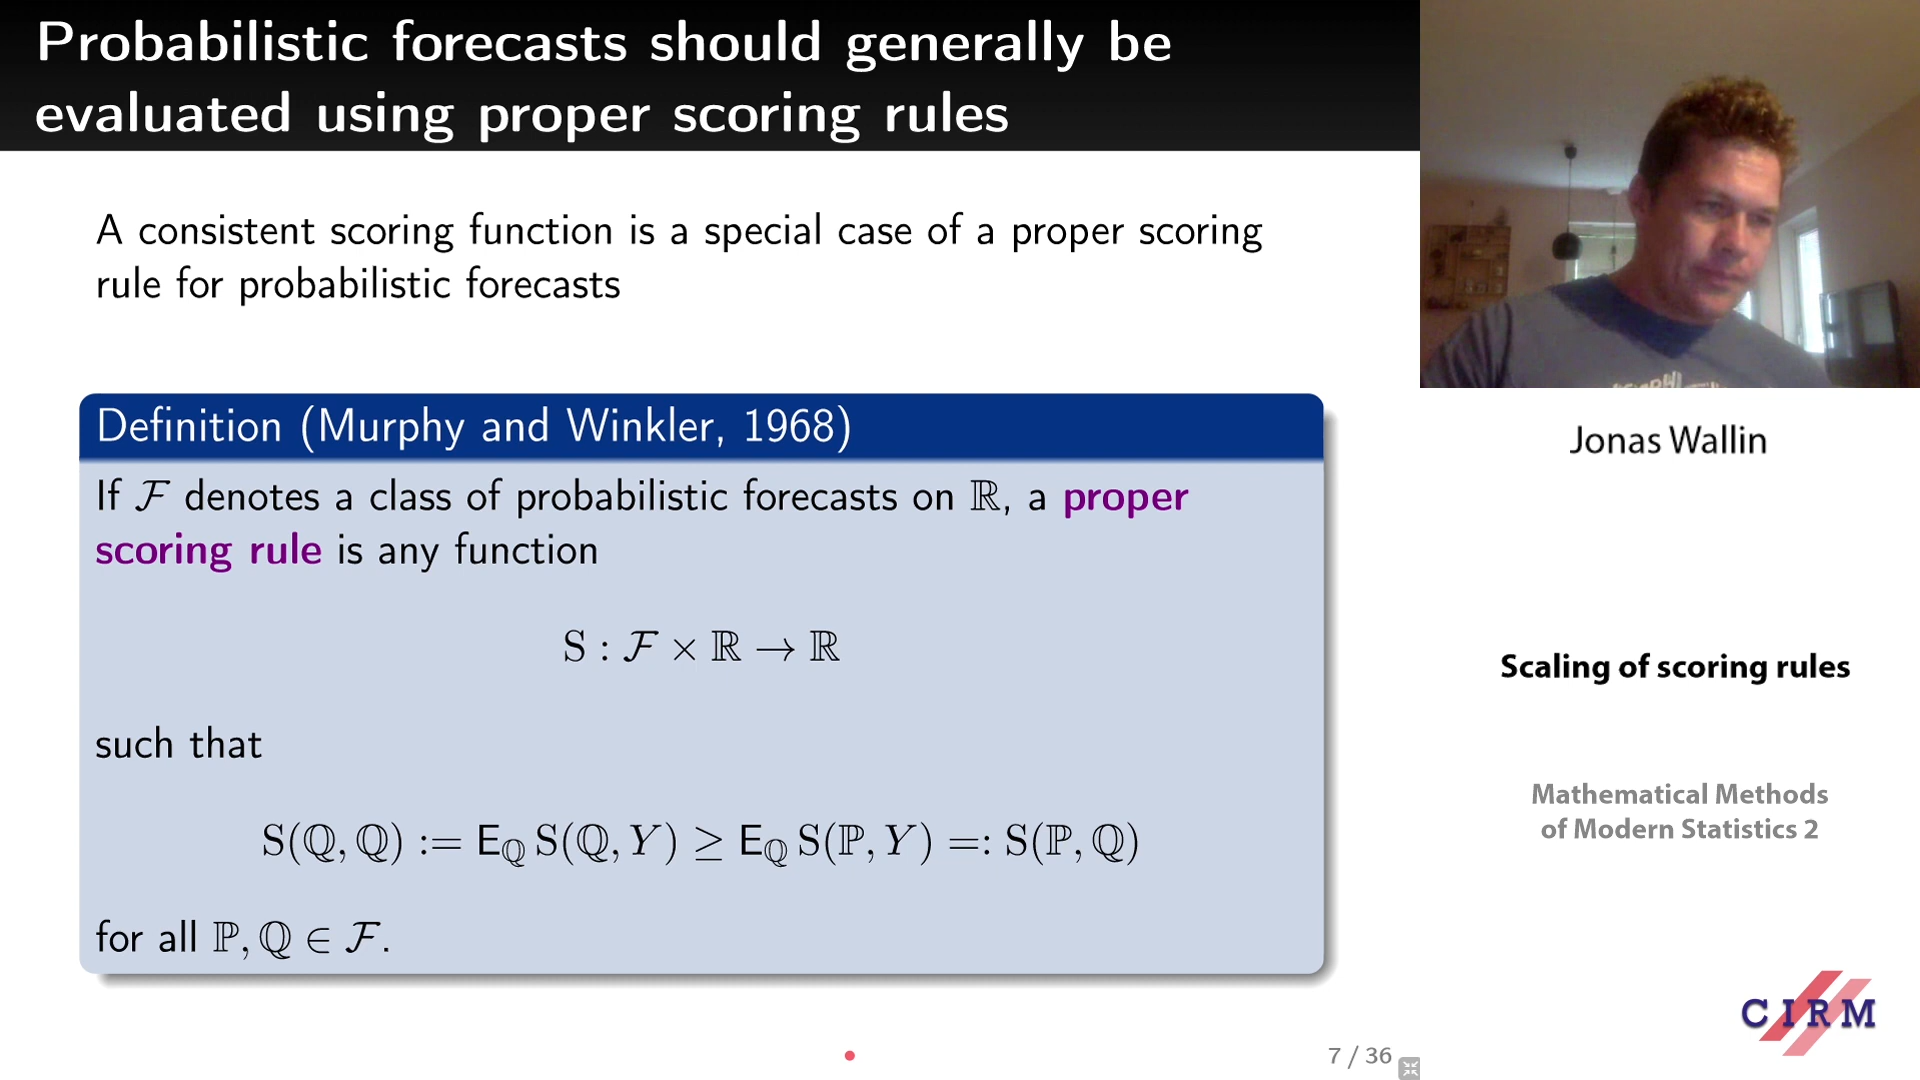 Probabilistic forecasts should generally be
evaluated using proper scoring rules
A consistent scoring function is a special case of a proper scoring
rule for probabilistic forecasts
Definition (Murphy and Winkler, 1968)
If ℱ denotes a class of probabilistic forecasts on ℝ, a proper
scoring rule is any function
S : ℱ × ℝ → ℝ
such that
S(ℚ, ℚ) := E_ℚ S(ℚ, Y) ≥ E_ℚ S(ℙ, Y) =: S(ℙ, ℚ)
for all ℙ, ℚ ∈ ℱ.
7 / 36
Jonas Wallin
Scaling of scoring rules
Mathematical Methods
of Modern Statistics 2
CIRM